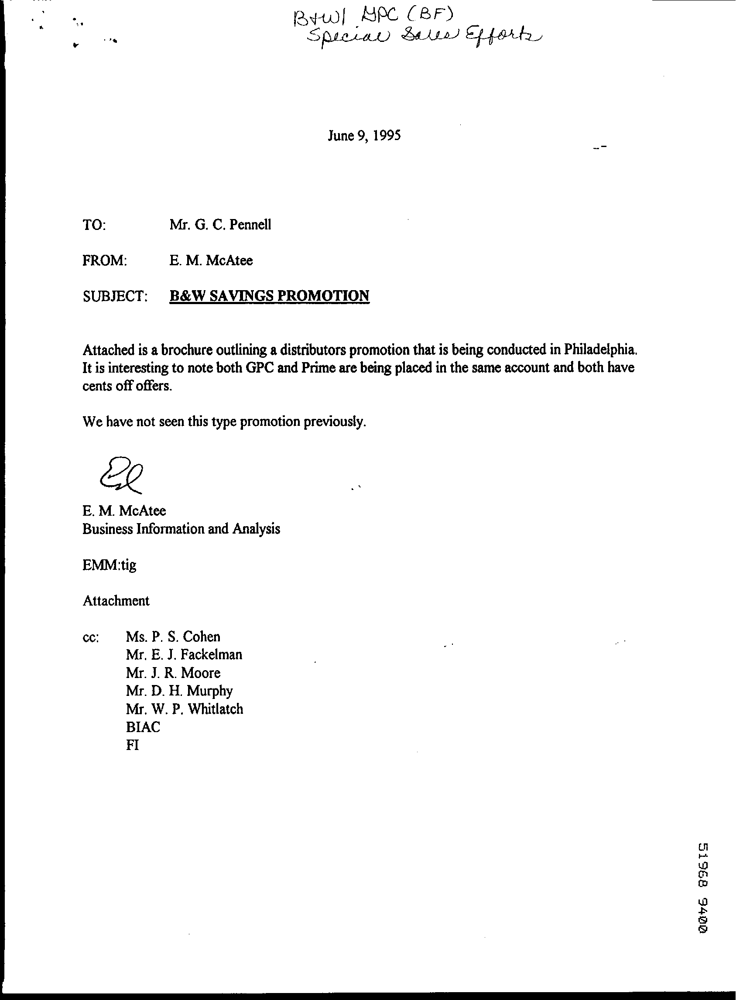 B+W/ GPC (BF)
Special Sales Efforts
June 9, 1995
TO: Mr. G. C. Pennell
FROM: E. M. McAtee
SUBJECT: B&W SAVINGS PROMOTION
Attached is a brochure outlining a distributors promotion that is being conducted in Philadelphia.
It is interesting to note both GPC and Prime are being placed in the same account and both have
cents off offers.
We have not seen this type promotion previously.
E. M. McAtee
Business Information and Analysis
EMM:tig
Attachment
cc: Ms. P. S. Cohen
Mr. E. J. Fackelman
Mr. J. R. Moore
Mr. D. H. Murphy
Mr. W. P. Whitlatch
BIAC
FI
51968 9400